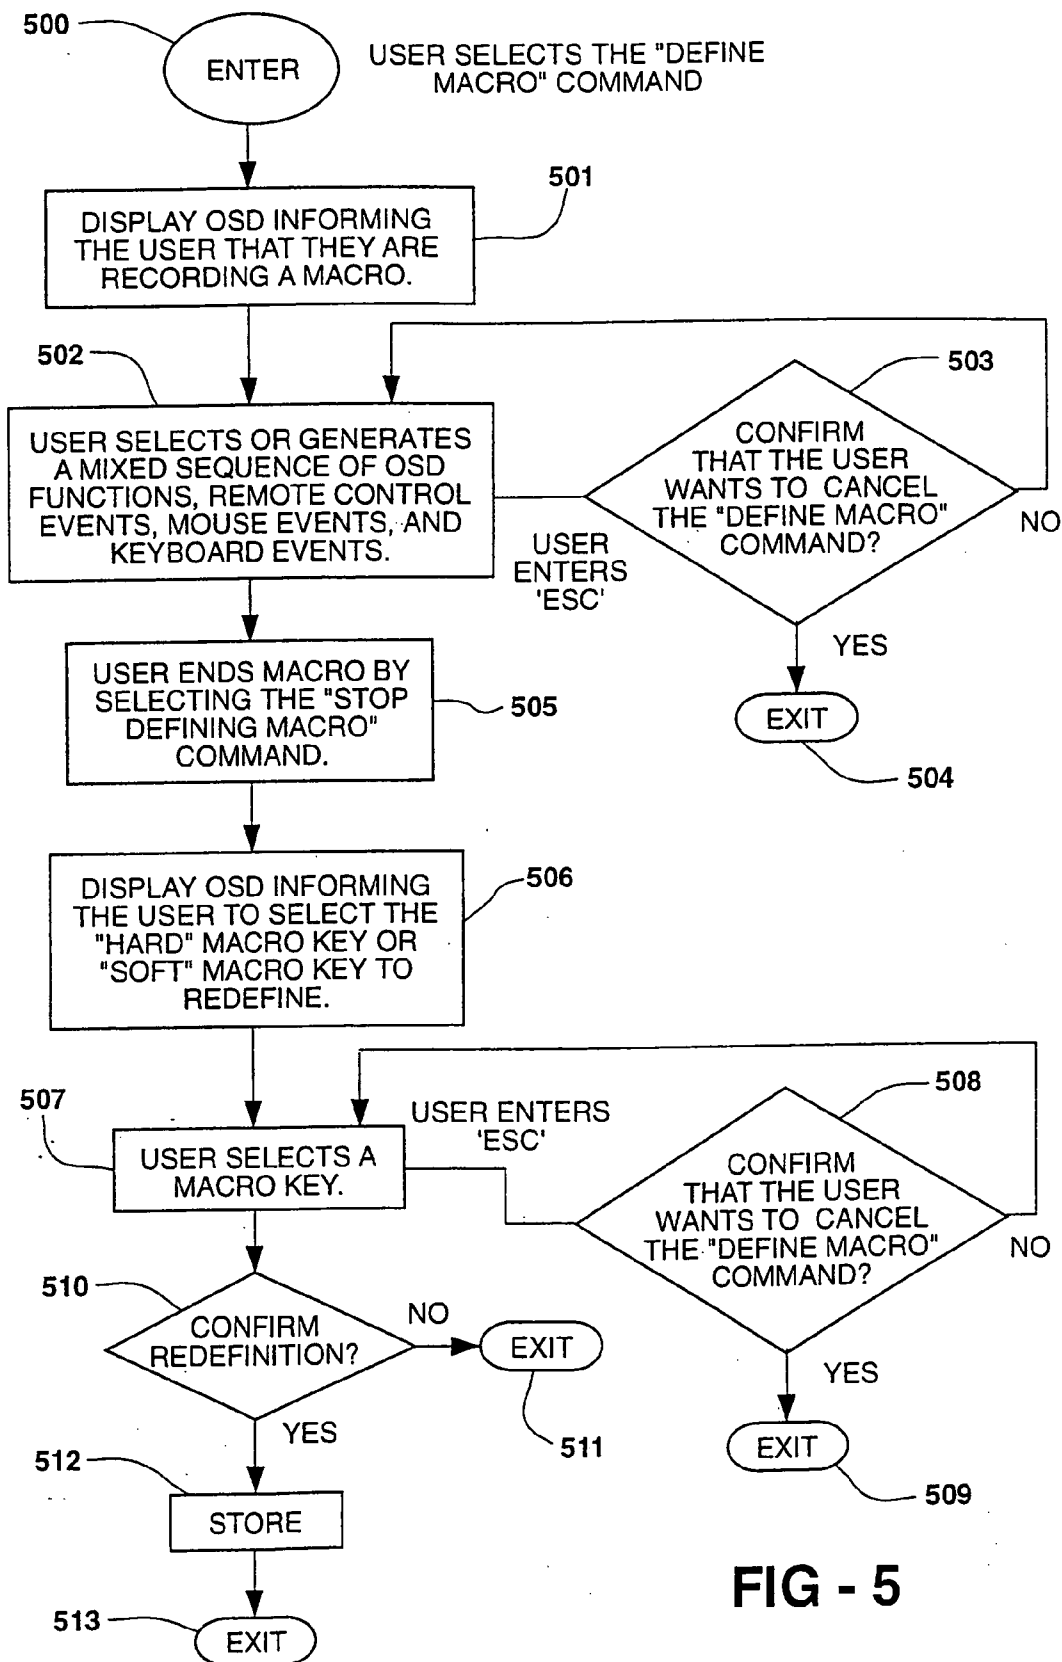 500
ENTER
USER SELECTS THE "DEFINE
MACRO" COMMAND
501
DISPLAY OSD INFORMING
THE USER THAT THEY ARE
RECORDING A MACRO.
502
USER SELECTS OR GENERATES
A MIXED SEQUENCE OF OSD
FUNCTIONS, REMOTE CONTROL
EVENTS, MOUSE EVENTS, AND
KEYBOARD EVENTS.
USER
ENTERS
'ESC'
503
CONFIRM
THAT THE USER
WANTS TO CANCEL
THE "DEFINE MACRO"
COMMAND?
NO
YES
EXIT
504
USER ENDS MACRO BY
SELECTING THE "STOP
DEFINING MACRO"
COMMAND.
505
DISPLAY OSD INFORMING
THE USER TO SELECT THE
"HARD" MACRO KEY OR
"SOFT" MACRO KEY TO
REDEFINE.
506
507
USER SELECTS A
MACRO KEY.
USER ENTERS
'ESC'
508
CONFIRM
THAT THE USER
WANTS TO CANCEL
THE "DEFINE MACRO"
COMMAND?
NO
YES
EXIT
509
510
CONFIRM
REDEFINITION?
NO
EXIT
511
YES
512
STORE
513
EXIT
FIG - 5